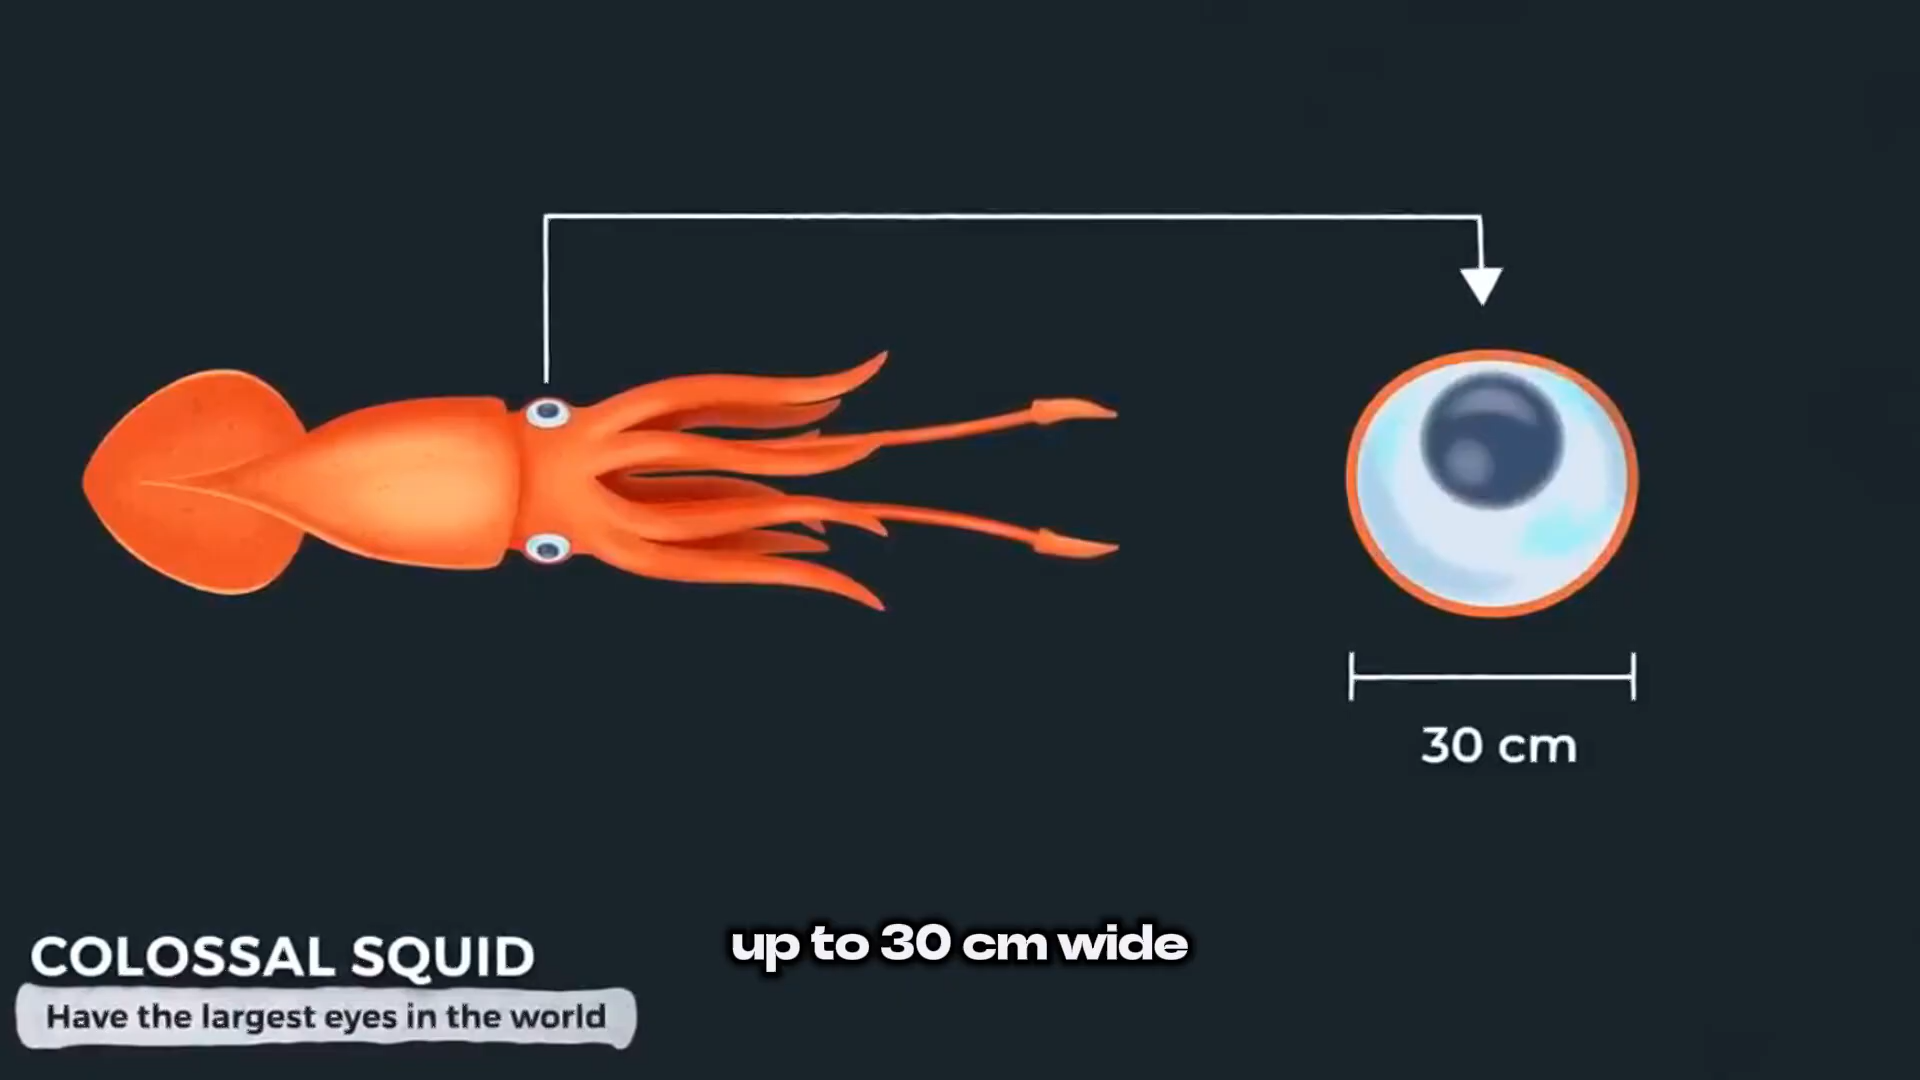 30 cm
up to 30 cm wide
COLOSSAL SQUID
Have the largest eyes in the world